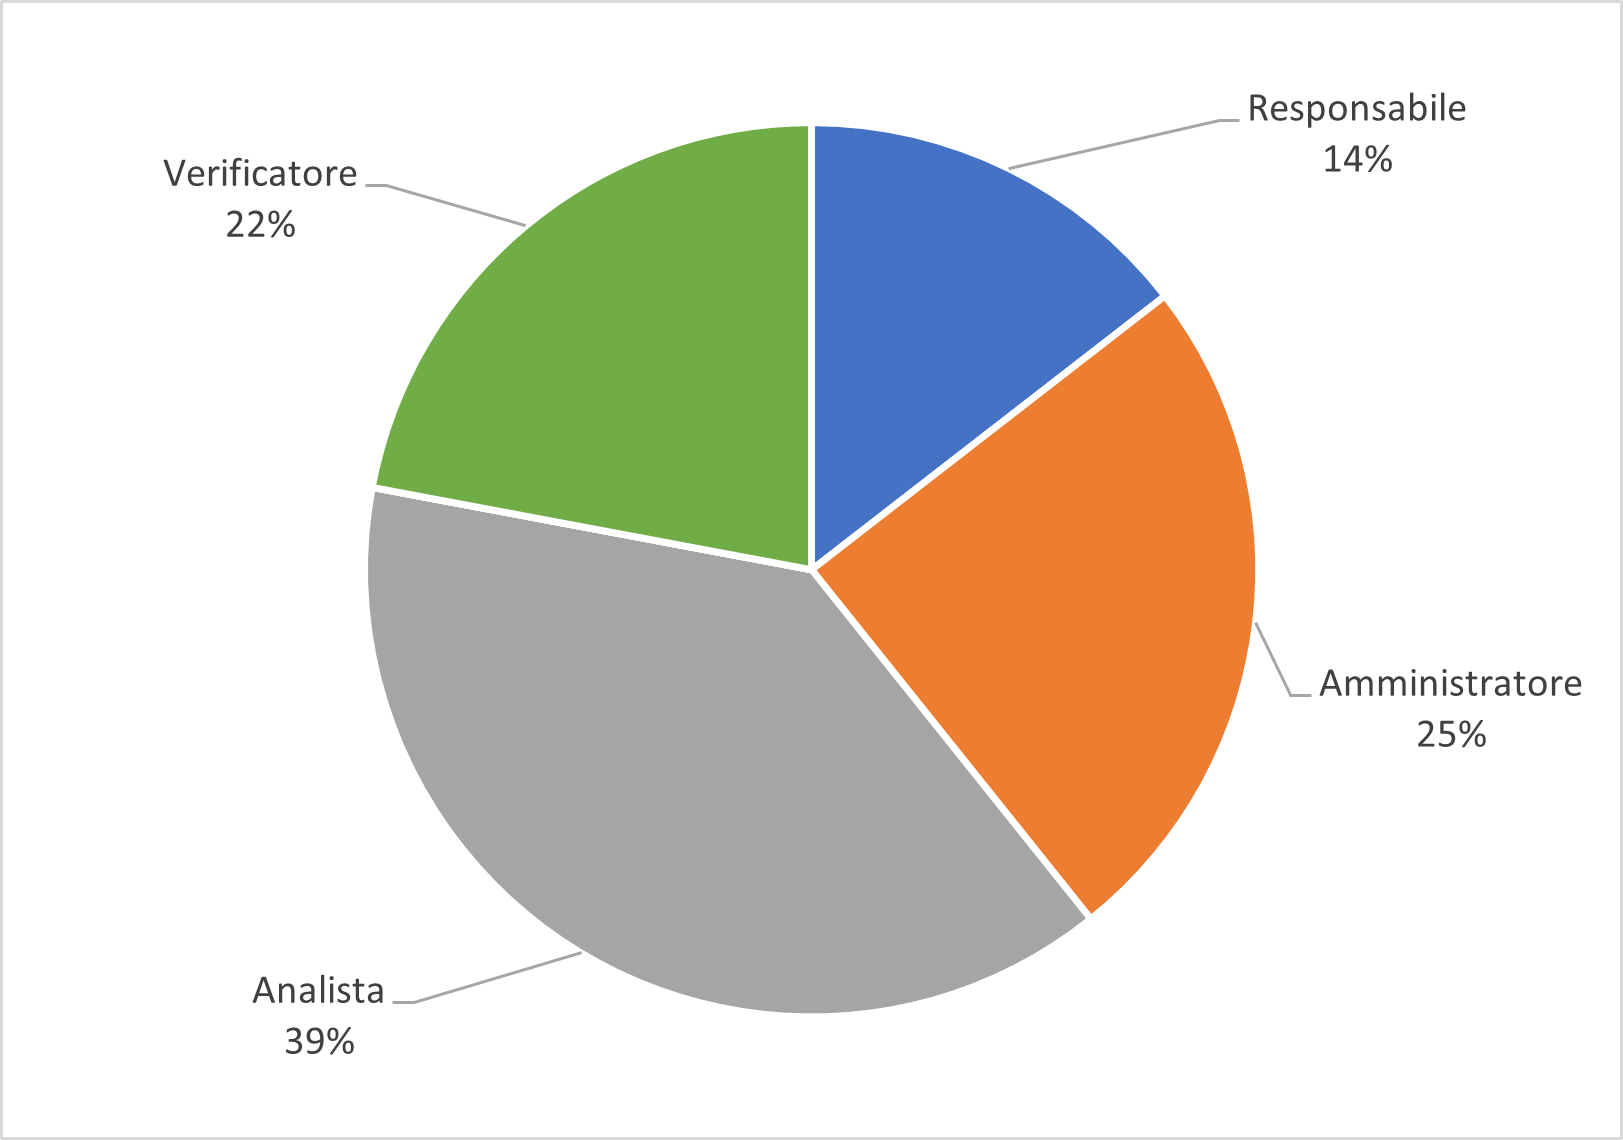 Responsabile
14%
Verificatore
22%
Amministratore
25%
Analista
39%